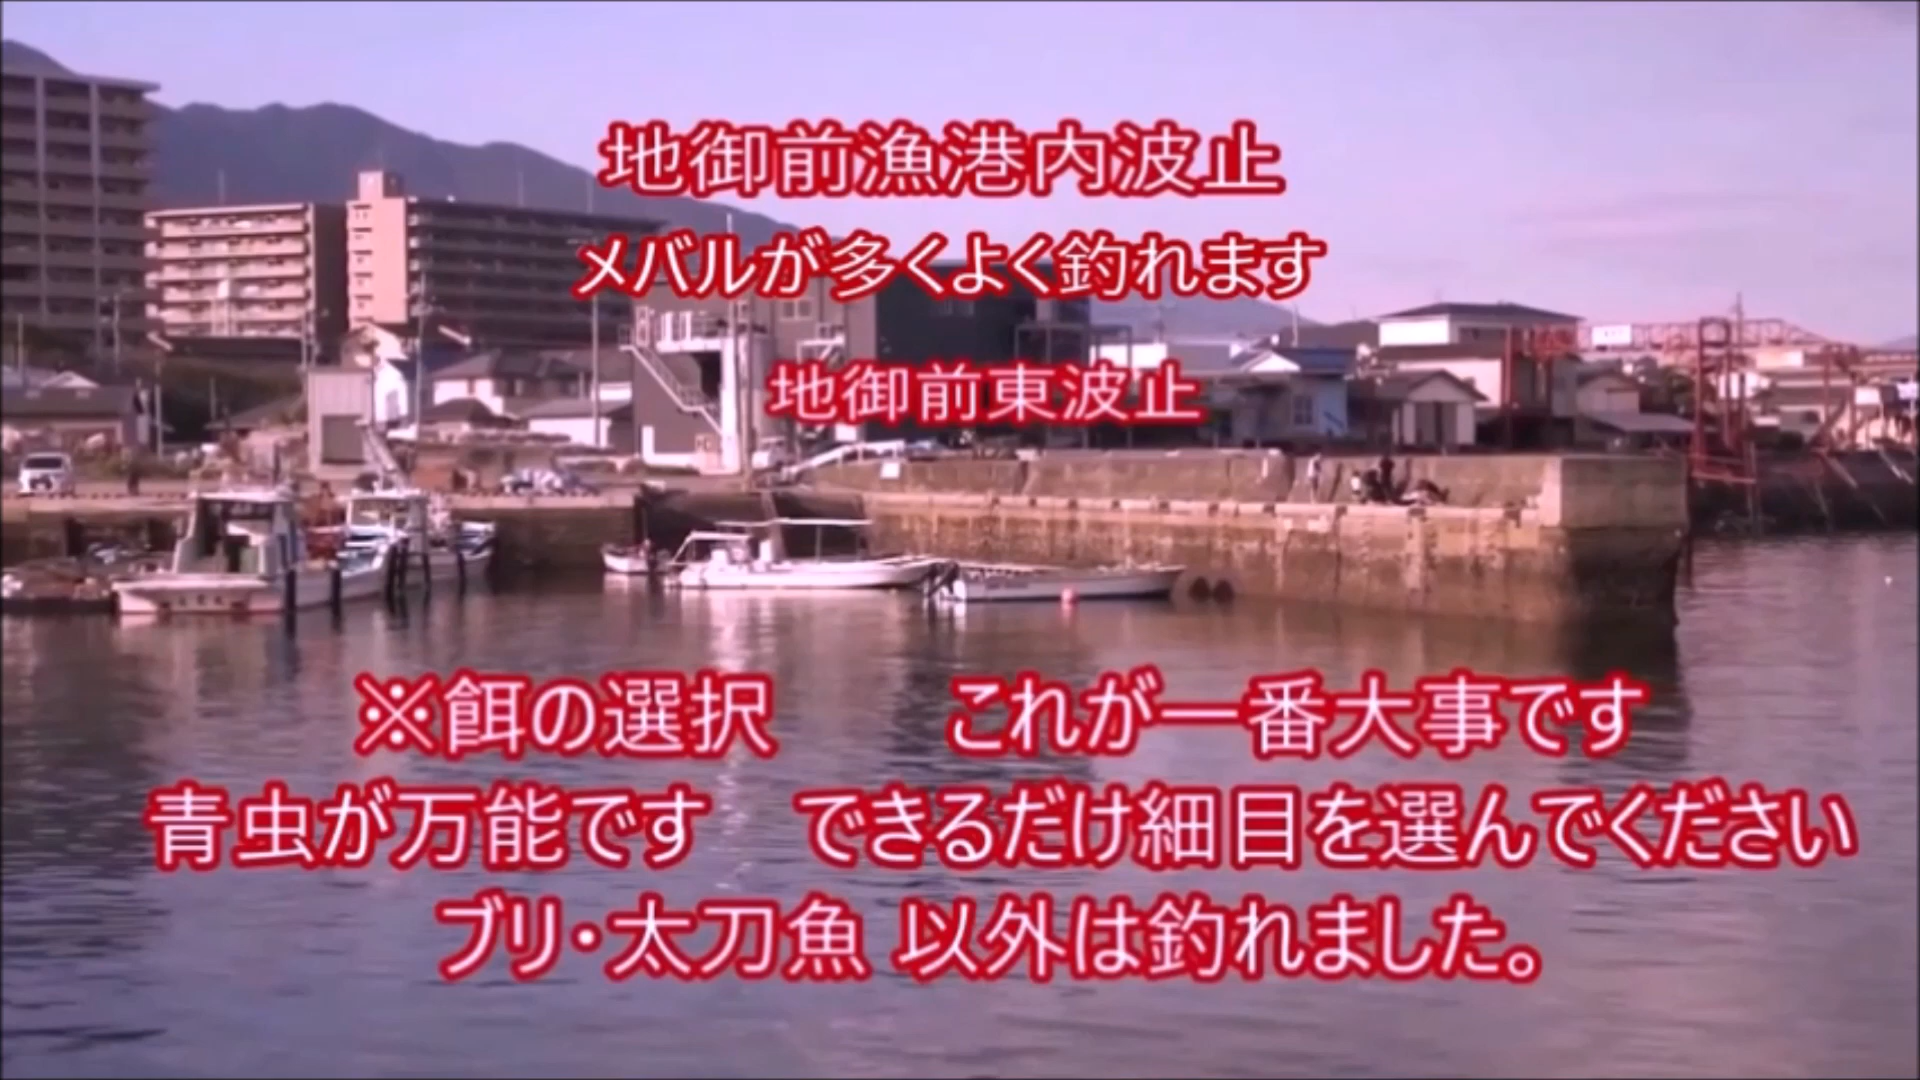 地御前漁港内波止
メバルが多くよく釣れます
地御前東波止
※餌の選択　これが一番大事です
青虫が万能です　できるだけ細目を選んでください
ブリ・太刀魚 以外は釣れました。